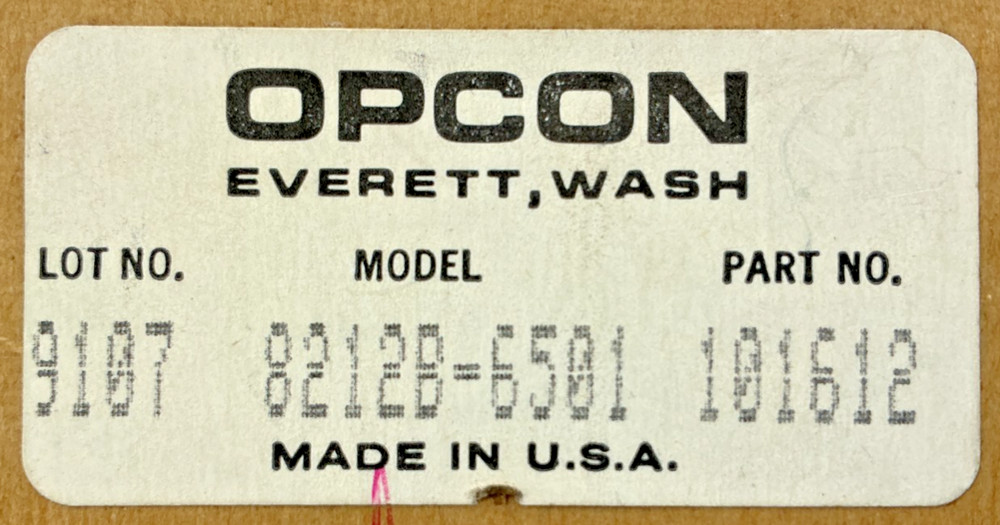 OPCON
EVERETT, WASH
LOT NO. MODEL PART NO.
9107 8212B-6501 101612
MADE IN U.S.A.